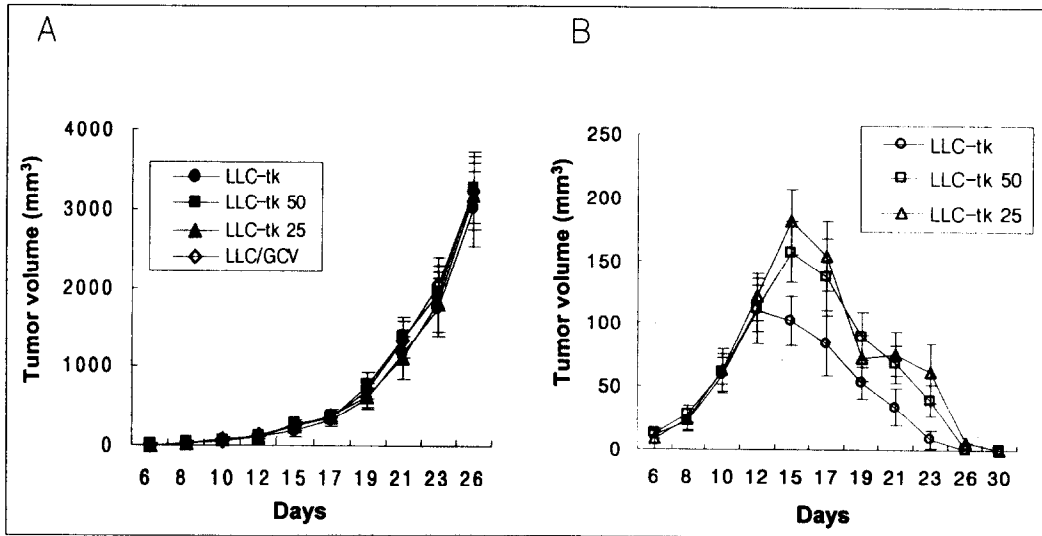 A
Tumor volume (mm³)
4000
3000
2000
1000
0
LLC-tk
LLC-tk 50
LLC-tk 25
LLC/GCV
6 8 10 12 15 17 19 21 23 26
Days
B
Tumor volume (mm³)
250
200
150
100
50
0
LLC-tk
LLC-tk 50
LLC-tk 25
6 8 10 12 15 17 19 21 23 26 30
Days